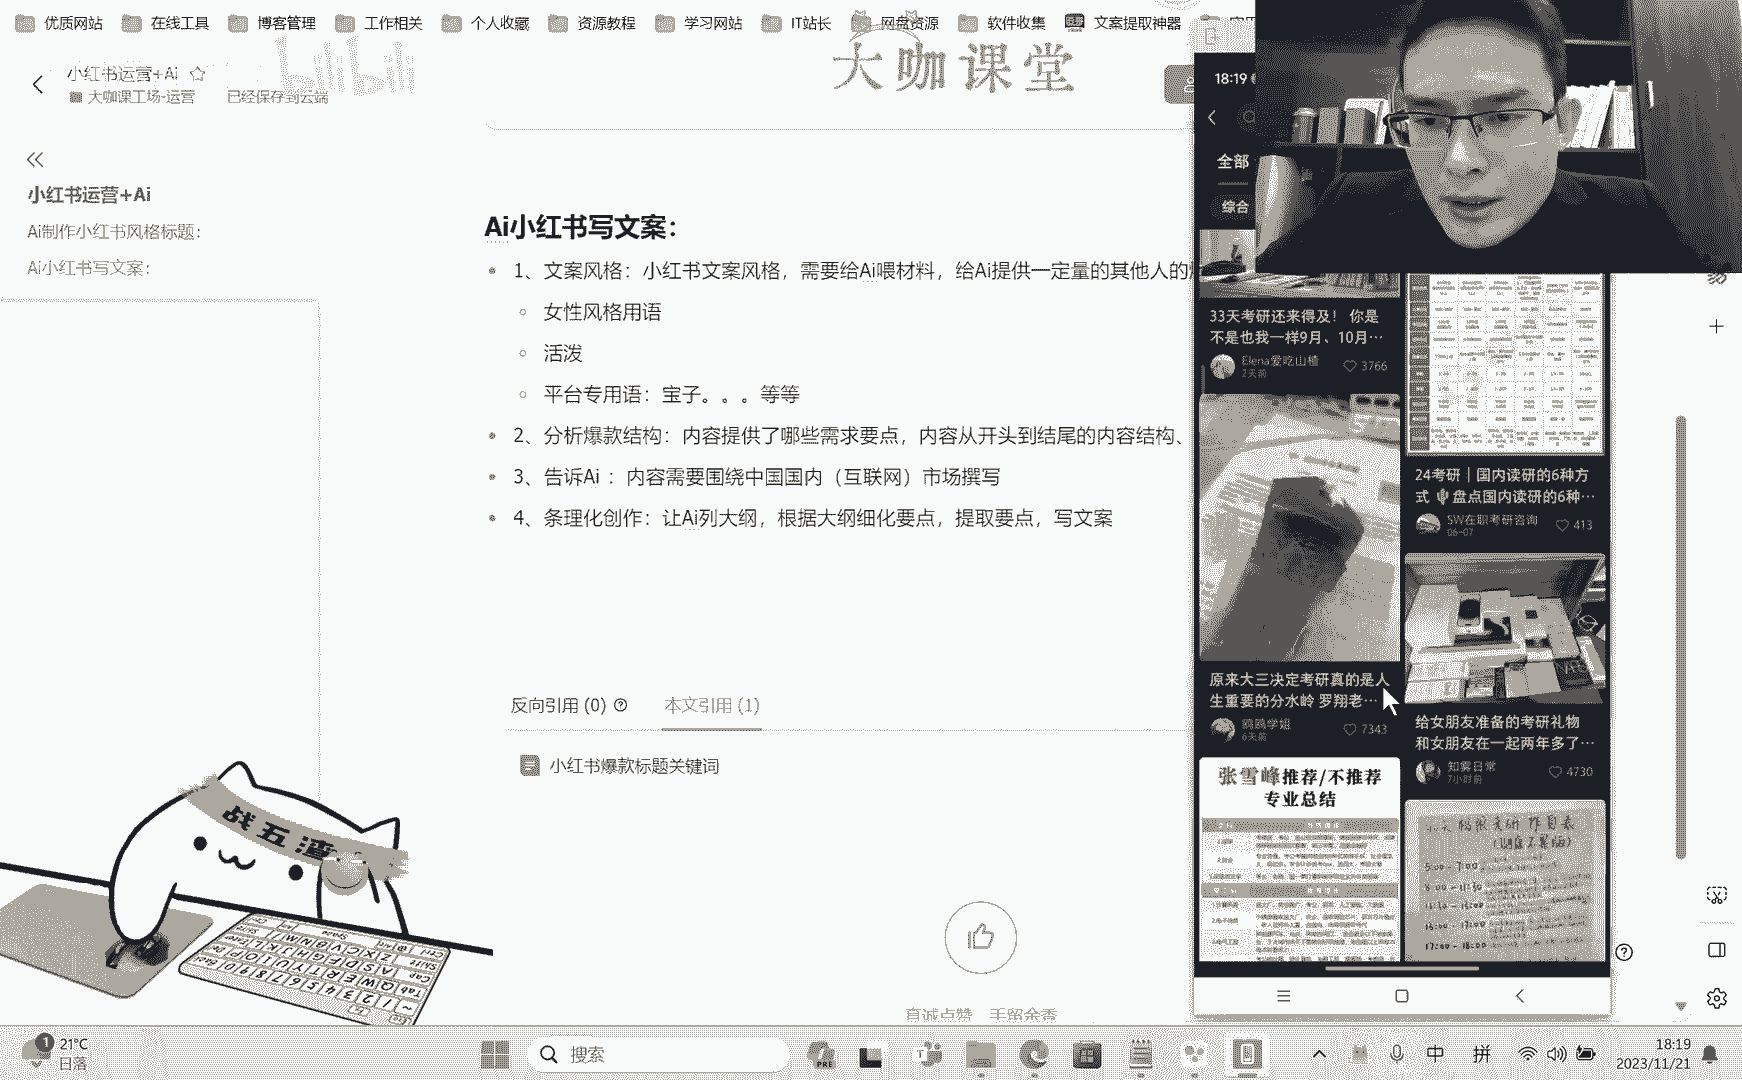 优质网站
在线工具
博客管理
工作相关
个人收藏
资源教程
学习网站
IT站长
网盘资源
软件收集
文案提取神器
小红书运营+Ai
大咖课工场-运营
已经保存到云端
bilibili
大咖课堂
小红书运营+Ai
Ai制作小红书风格标题：
Ai小红书写文案：
Ai小红书写文案：
1、文案风格：小红书文案风格，需要给Ai喂材料，给Ai提供一定量的其他人的
女性风格用语
活泼
平台专用语：宝子。。。等等
2、分析爆款结构：内容提供了哪些需求要点，内容从开头到结尾的内容结构、
3、告诉Ai ：内容需要围绕中国国内（互联网）市场撰写
4、条理化创作：让Ai列大纲，根据大纲细化要点，提取要点，写文案
反向引用 (0)
本文引用 (1)
小红书爆款标题关键词
真诚点赞，手留余香
战五渣
18:19
全部
综合
33天考研还来得及！ 你是
不是也我一样9月、10月…
Elena爱吃山楂
2天前
3766
24考研｜国内读研的6种方
式 盘点国内读研的6种…
SW在职考研咨询
06-07
413
原来大三决定考研真的是人
生重要的分水岭 罗翔老…
鸥鸥学姐
6天前
7343
给女朋友准备的考研礼物
和女朋友在一起两年多了…
知雾日常
7小时前
4730
张雪峰推荐/不推荐
专业总结
1
21°C
日落
搜索
中
拼
18:19
2023/11/21